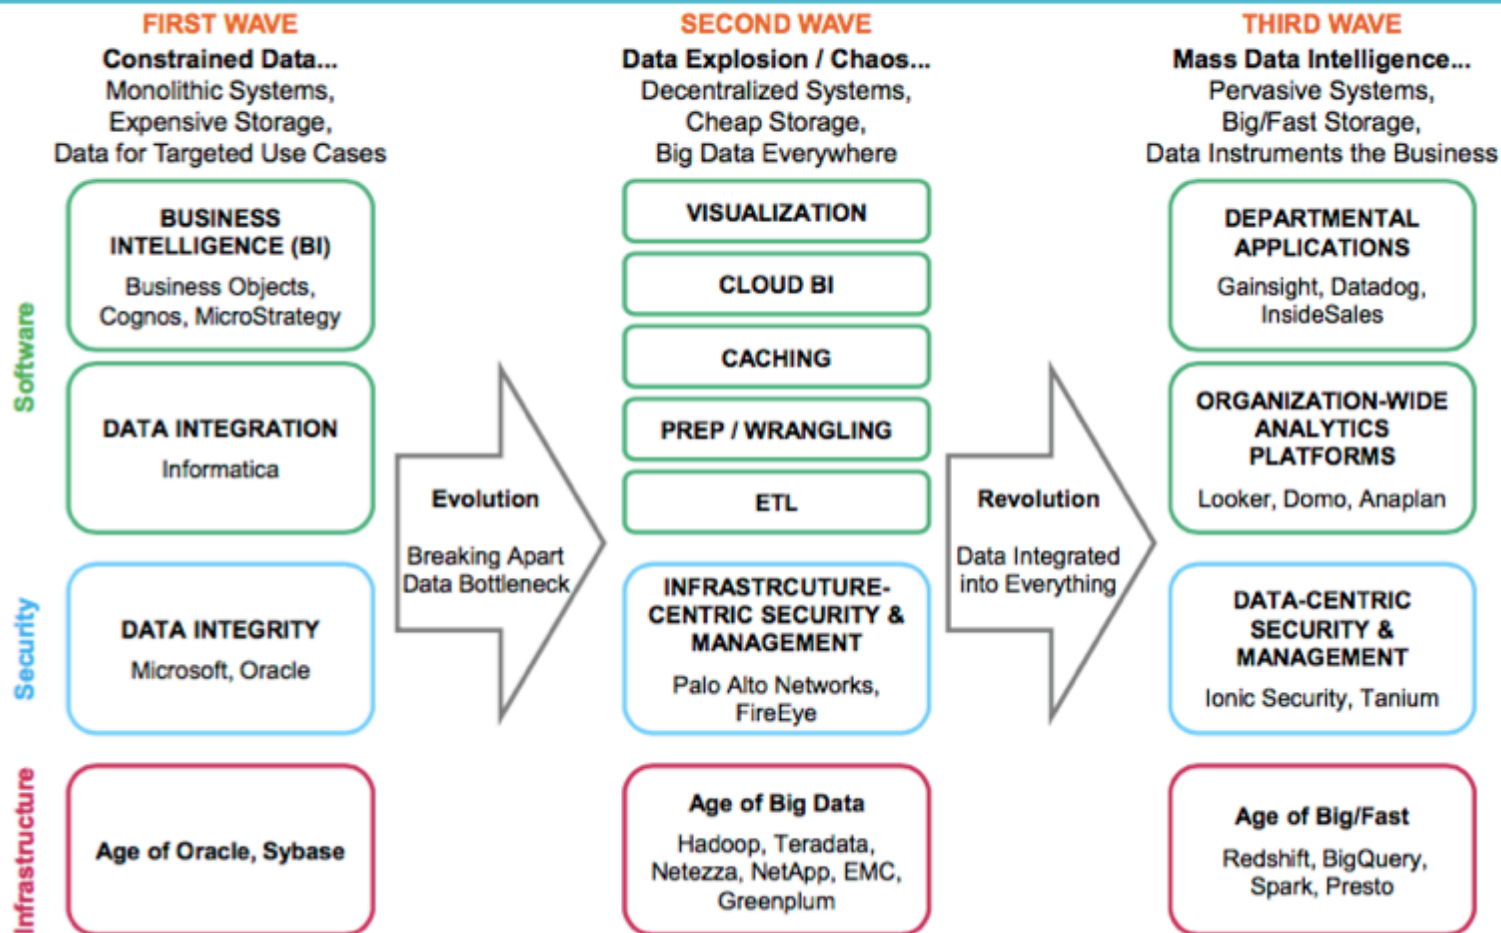 FIRST WAVE
Constrained Data...
Monolithic Systems,
Expensive Storage,
Data for Targeted Use Cases
SECOND WAVE
Data Explosion / Chaos...
Decentralized Systems,
Cheap Storage,
Big Data Everywhere
THIRD WAVE
Mass Data Intelligence...
Pervasive Systems,
Big/Fast Storage,
Data Instruments the Business
Software
BUSINESS
INTELLIGENCE (BI)
Business Objects,
Cognos, MicroStrategy
DATA INTEGRATION
Informatica
VISUALIZATION
CLOUD BI
CACHING
PREP / WRANGLING
ETL
DEPARTMENTAL
APPLICATIONS
Gainsight, Datadog,
InsideSales
ORGANIZATION-WIDE
ANALYTICS
PLATFORMS
Looker, Domo, Anaplan
Evolution
Breaking Apart
Data Bottleneck
Revolution
Data Integrated
into Everything
Security
DATA INTEGRITY
Microsoft, Oracle
INFRASTRCUTURE-
CENTRIC SECURITY &
MANAGEMENT
Palo Alto Networks,
FireEye
DATA-CENTRIC
SECURITY &
MANAGEMENT
Ionic Security, Tanium
Infrastructure
Age of Oracle, Sybase
Age of Big Data
Hadoop, Teradata,
Netezza, NetApp, EMC,
Greenplum
Age of Big/Fast
Redshift, BigQuery,
Spark, Presto